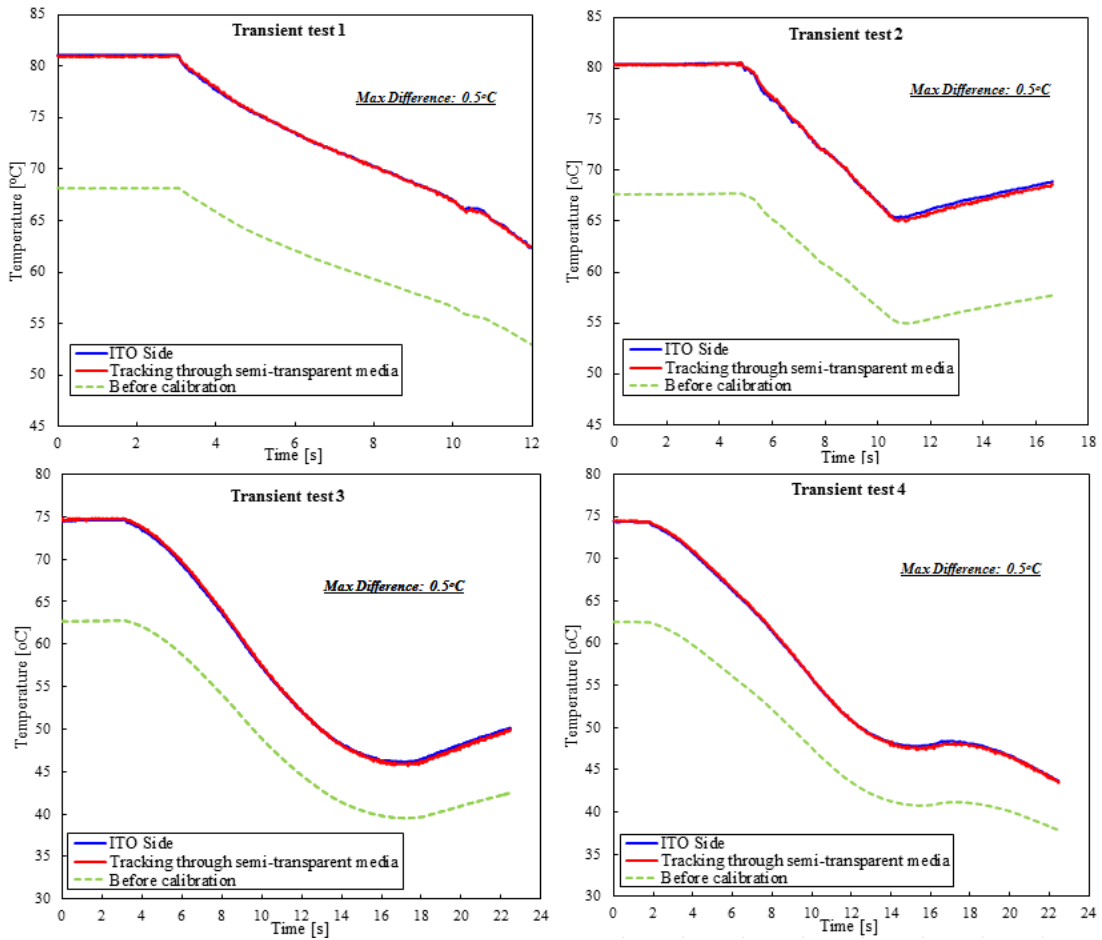 Transient test 1
Max Difference: 0.5°C
Temperature [°C]
85
80
75
70
65
60
55
50
45
ITO Side
Tracking through semi-transparent media
Before calibration
0 2 4 6 8 10 12
Time [s]
Transient test 2
Max Difference: 0.5°C
Temperature [oC]
85
80
75
70
65
60
55
50
45
ITO Side
Tracking through semi-transparent media
Before calibration
0 2 4 6 8 10 12 14 16 18
Time [s]
Transient test 3
Max Difference: 0.5°C
Temperature [oC]
80
75
70
65
60
55
50
45
40
35
30
ITO Side
Tracking through semi-transparent media
Before calibration
0 2 4 6 8 10 12 14 16 18 20 22 24
Time [s]
Transient test 4
Max Difference: 0.5°C
Temperature [oC]
80
75
70
65
60
55
50
45
40
35
30
ITO Side
Tracking through semi-transparent media
Before calibration
0 2 4 6 8 10 12 14 16 18 20 22 24
Time [s]